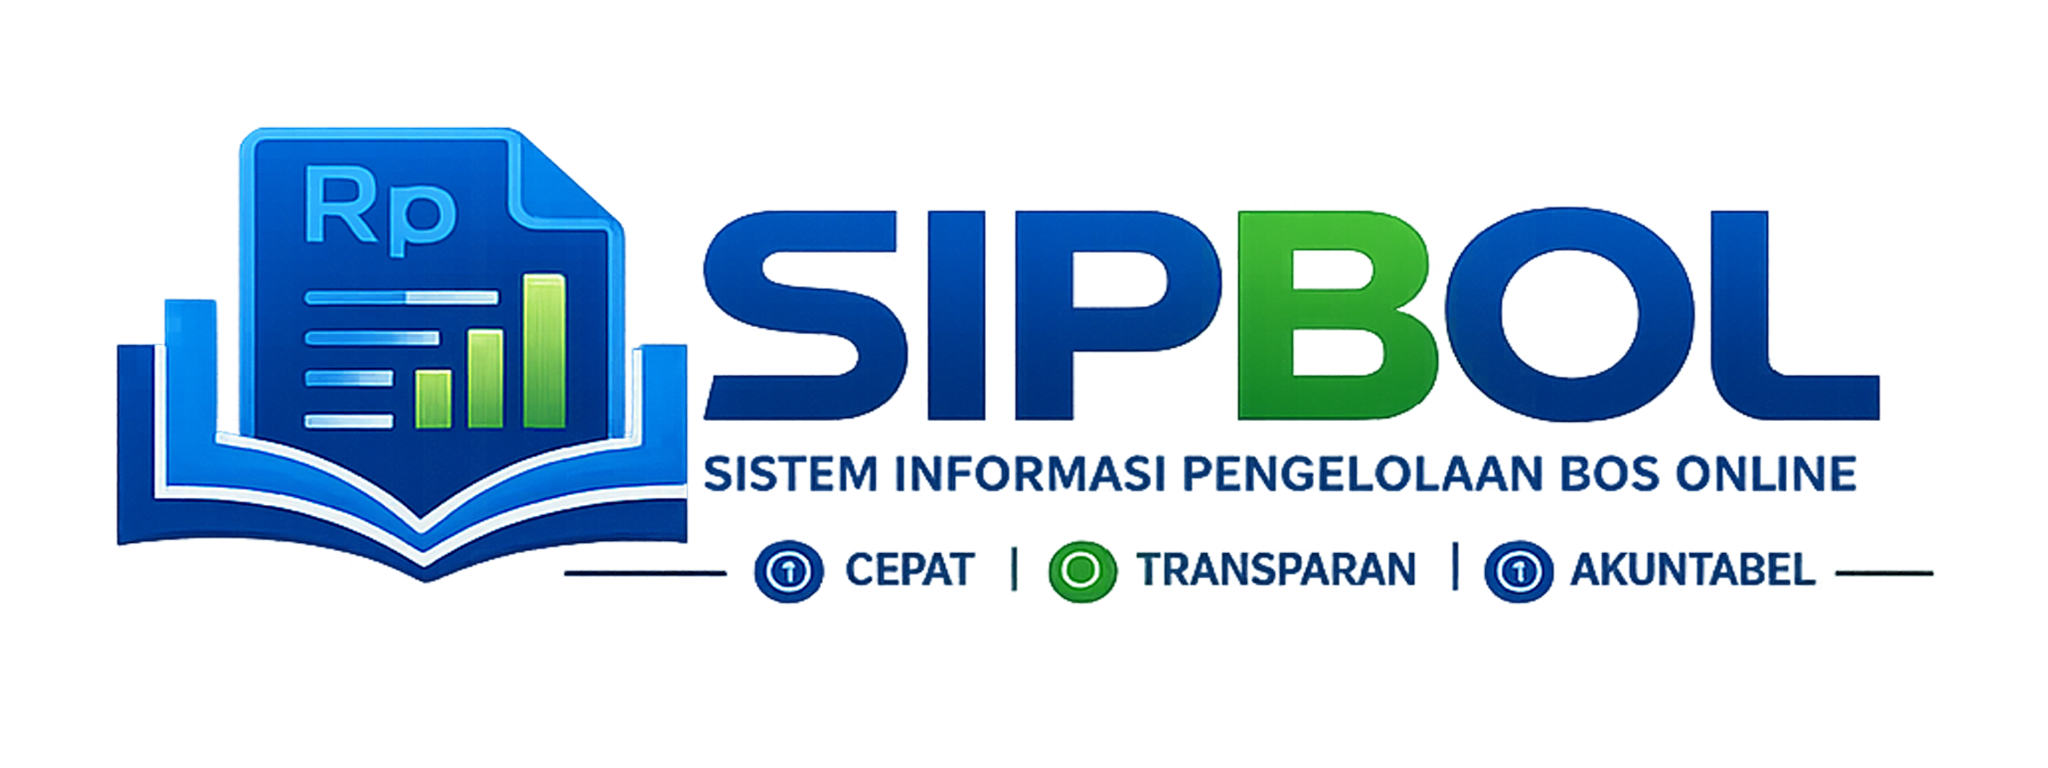 Rp
SIPBOL
SISTEM INFORMASI PENGELOLAAN BOS ONLINE
CEPAT | TRANSPARAN | AKUNTABEL